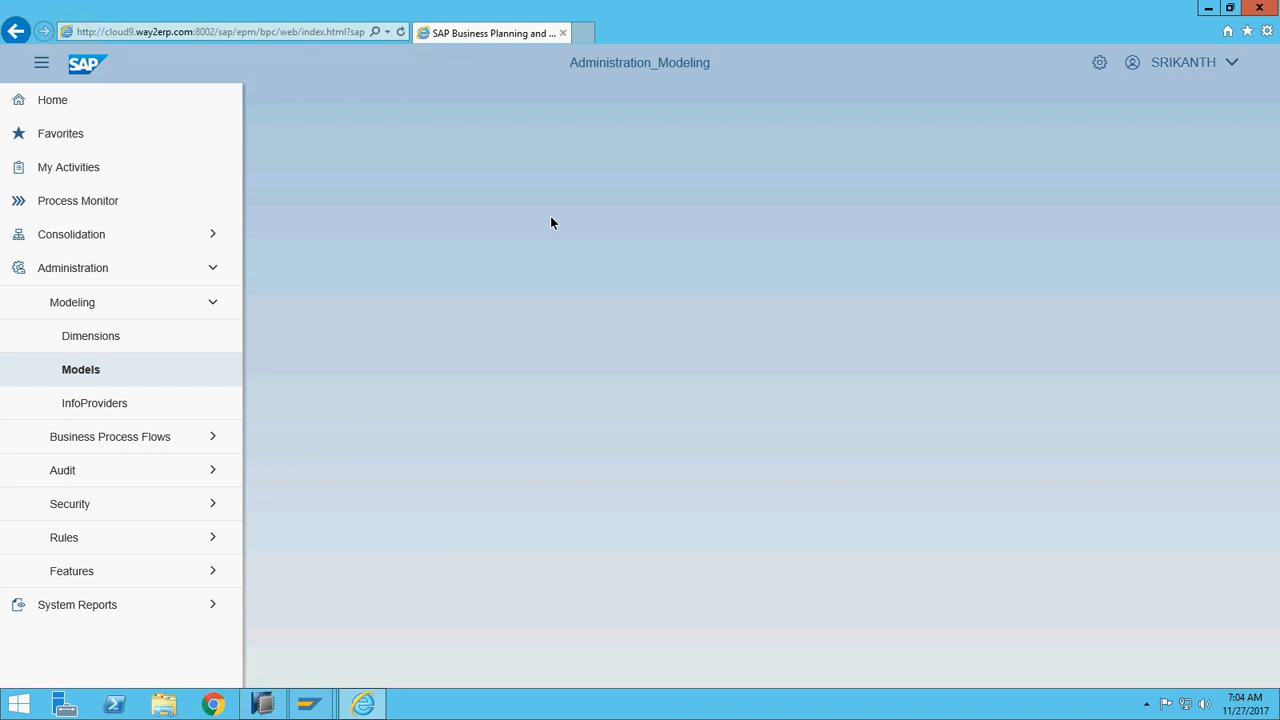 http://cloud9.way2erp.com:8002/sap/epm/bpc/web/index.html?sap
SAP Business Planning and ...
SAP
Administration_Modeling
SRIKANTH
Home
Favorites
My Activities
Process Monitor
Consolidation
Administration
Modeling
Dimensions
Models
InfoProviders
Business Process Flows
Audit
Security
Rules
Features
System Reports
7:04 AM
11/27/2017